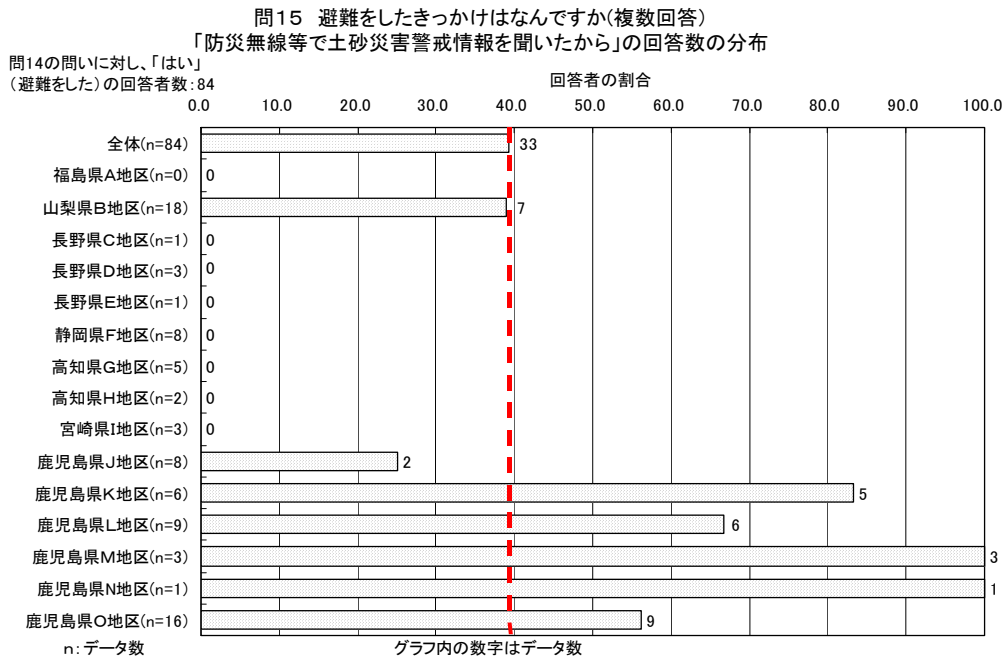 問15 避難をしたきっかけはなんですか(複数回答)
「防災無線等で土砂災害警戒情報を聞いたから」の回答数の分布
問14の問いに対し、「はい」
（避難をした）の回答者数：84
回答者の割合
0.0 10.0 20.0 30.0 40.0 50.0 60.0 70.0 80.0 90.0 100.0
全体(n=84) 33
福島県A地区(n=0) 0
山梨県B地区(n=18) 7
長野県C地区(n=1) 0
長野県D地区(n=3) 0
長野県E地区(n=1) 0
静岡県F地区(n=8) 0
高知県G地区(n=5) 0
高知県H地区(n=2) 0
宮崎県I地区(n=3) 0
鹿児島県J地区(n=8) 2
鹿児島県K地区(n=6) 5
鹿児島県L地区(n=9) 6
鹿児島県M地区(n=3) 3
鹿児島県N地区(n=1) 1
鹿児島県O地区(n=16) 9
n：データ数 グラフ内の数字はデータ数